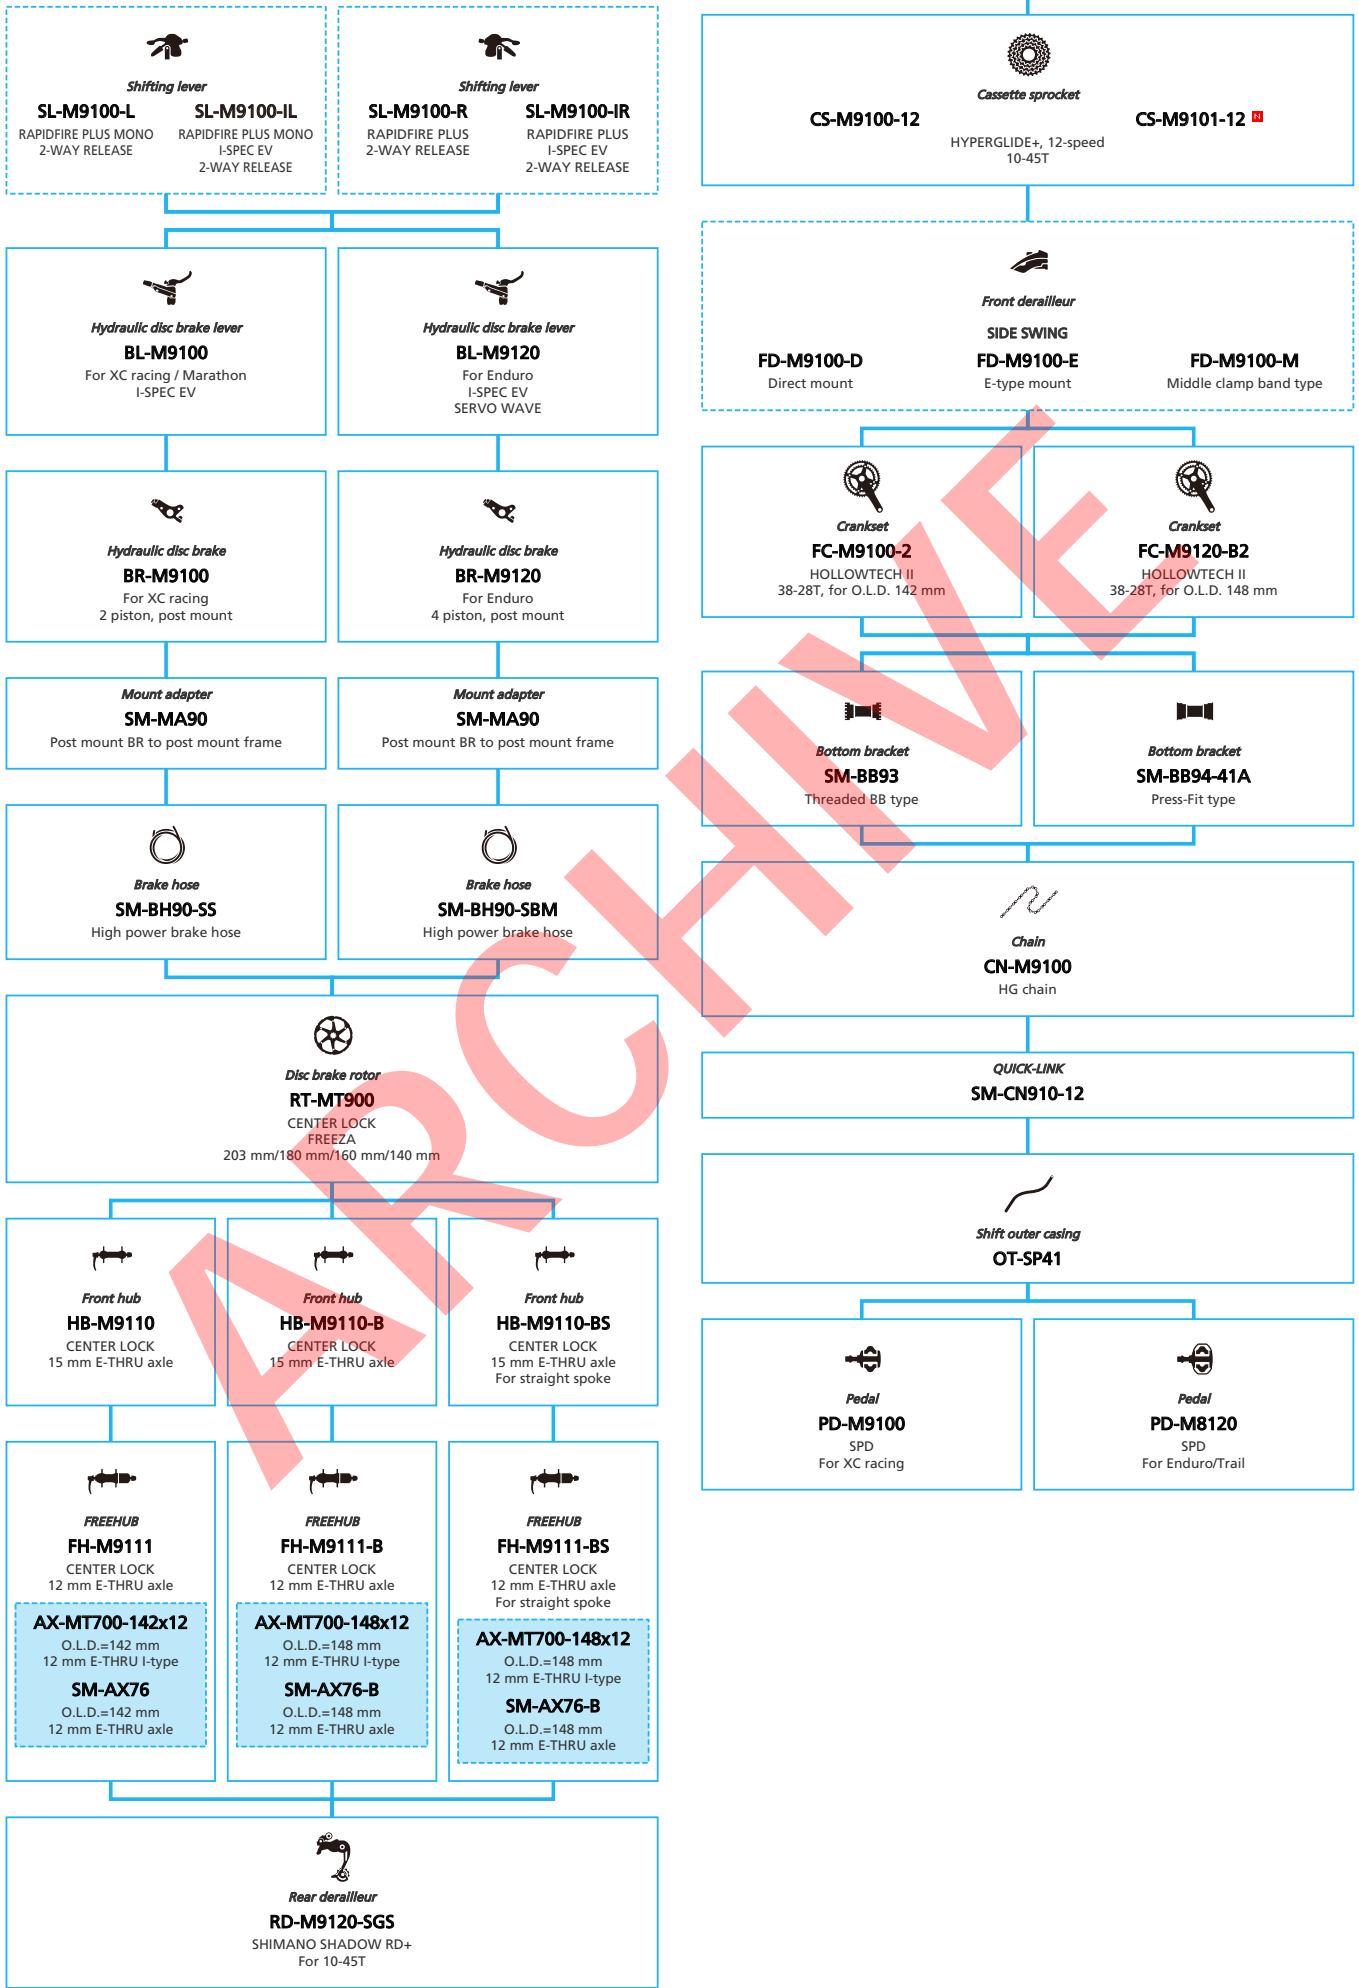 Shifting lever
SL-M9100-L
RAPIDFIRE PLUS MONO
2-WAY RELEASE
SL-M9100-IL
RAPIDFIRE PLUS MONO
I-SPEC EV
2-WAY RELEASE
Shifting lever
SL-M9100-R
RAPIDFIRE PLUS
2-WAY RELEASE
SL-M9100-IR
RAPIDFIRE PLUS
I-SPEC EV
2-WAY RELEASE
Hydraulic disc brake lever
BL-M9100
For XC racing / Marathon
I-SPEC EV
Hydraulic disc brake lever
BL-M9120
For Enduro
I-SPEC EV
SERVO WAVE
Hydraulic disc brake
BR-M9100
For XC racing
2 piston, post mount
Hydraulic disc brake
BR-M9120
For Enduro
4 piston, post mount
Mount adapter
SM-MA90
Post mount BR to post mount frame
Mount adapter
SM-MA90
Post mount BR to post mount frame
Brake hose
SM-BH90-SS
High power brake hose
Brake hose
SM-BH90-SBM
High power brake hose
Disc brake rotor
RT-MT900
CENTER LOCK
FREEZA
203 mm/180 mm/160 mm/140 mm
Front hub
HB-M9110
CENTER LOCK
15 mm E-THRU axle
Front hub
HB-M9110-B
CENTER LOCK
15 mm E-THRU axle
Front hub
HB-M9110-BS
CENTER LOCK
15 mm E-THRU axle
For straight spoke
FREEHUB
FH-M9111
CENTER LOCK
12 mm E-THRU axle
AX-MT700-142x12
O.L.D.=142 mm
12 mm E-THRU I-type
SM-AX76
O.L.D.=142 mm
12 mm E-THRU axle
FREEHUB
FH-M9111-B
CENTER LOCK
12 mm E-THRU axle
AX-MT700-148x12
O.L.D.=148 mm
12 mm E-THRU I-type
SM-AX76-B
O.L.D.=148 mm
12 mm E-THRU axle
FREEHUB
FH-M9111-BS
CENTER LOCK
12 mm E-THRU axle
For straight spoke
AX-MT700-148x12
O.L.D.=148 mm
12 mm E-THRU I-type
SM-AX76-B
O.L.D.=148 mm
12 mm E-THRU axle
Rear derailleur
RD-M9120-SGS
SHIMANO SHADOW RD+
For 10-45T
Cassette sprocket
CS-M9100-12
CS-M9101-12 N
HYPERGLIDE+, 12-speed
10-45T
Front derailleur
SIDE SWING
FD-M9100-D
Direct mount
FD-M9100-E
E-type mount
FD-M9100-M
Middle clamp band type
Crankset
FC-M9100-2
HOLLOWTECH II
38-28T, for O.L.D. 142 mm
Crankset
FC-M9120-B2
HOLLOWTECH II
38-28T, for O.L.D. 148 mm
Bottom bracket
SM-BB93
Threaded BB type
Bottom bracket
SM-BB94-41A
Press-Fit type
Chain
CN-M9100
HG chain
QUICK-LINK
SM-CN910-12
Shift outer casing
OT-SP41
Pedal
PD-M9100
SPD
For XC racing
Pedal
PD-M8120
SPD
For Enduro/Trail
ARCHIVE